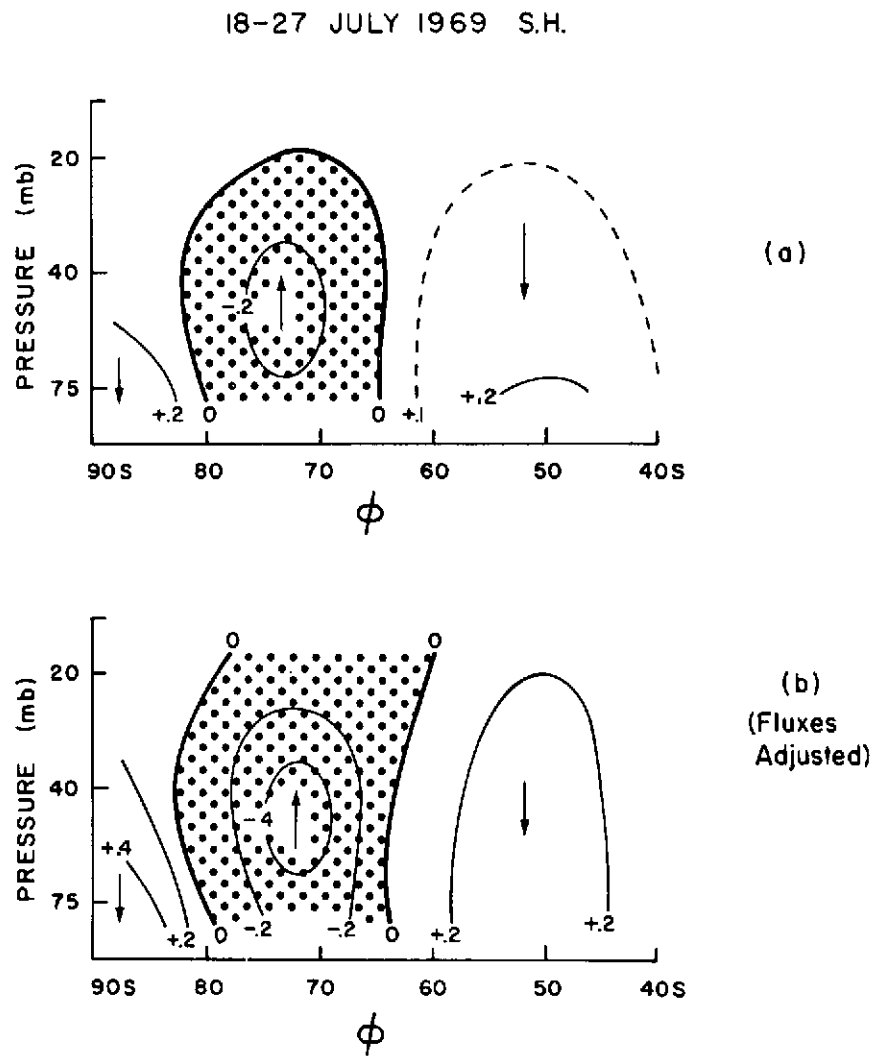 18-27 JULY 1969 S.H.
PRESSURE (mb)
20
40
75
-.2
+.2
0
0
+.1
+.2
90S 80 70 60 50 40S
ϕ
(a)
PRESSURE (mb)
20
40
75
0
0
-.4
+.4
+.2
0
-.2
-.2
0
+.2
+.2
90S 80 70 60 50 40S
ϕ
(b)
(Fluxes
Adjusted)